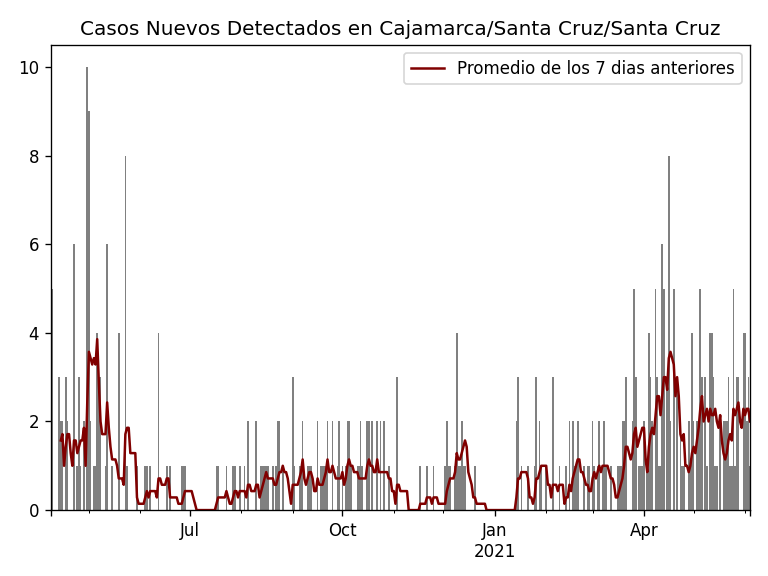 Casos Nuevos Detectados en Cajamarca/Santa Cruz/Santa Cruz
Promedio de los 7 dias anteriores
10
8
6
4
2
0
Jul
Oct
Jan
2021
Apr